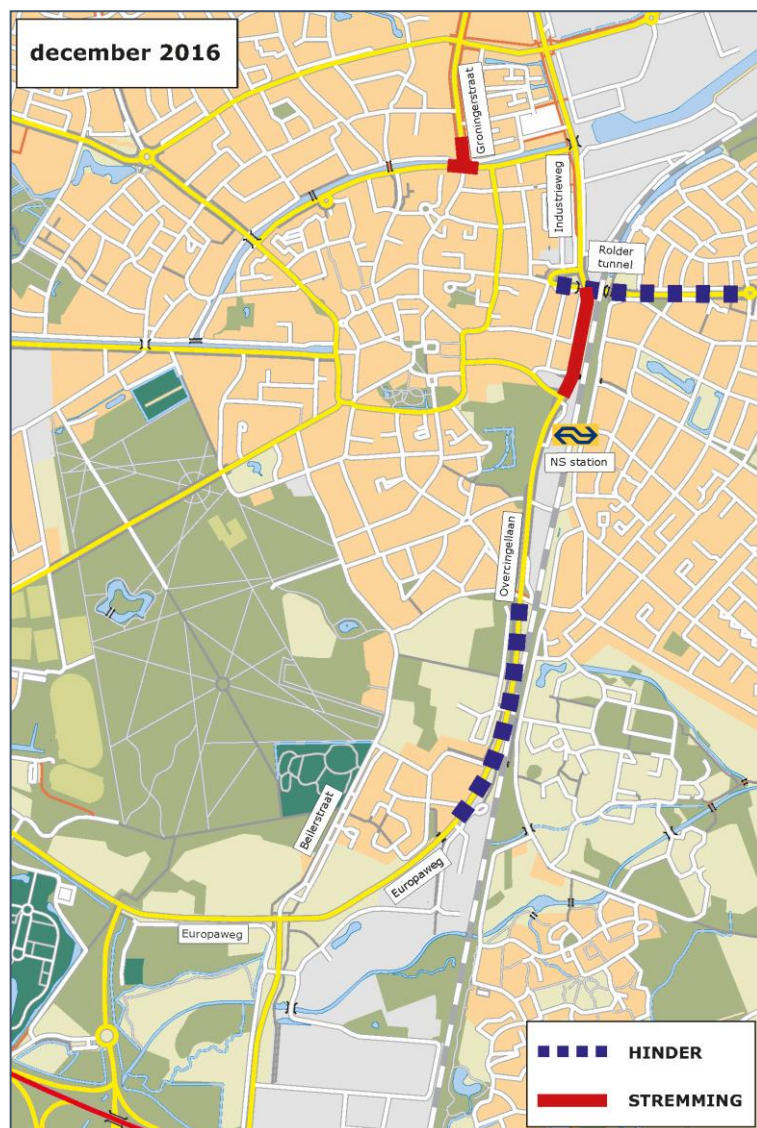 december 2016
Groningerstraat
Industrieweg
Rolder
tunnel
NS station
Overcingellaan
Beilerstraat
Europaweg
Europaweg
HINDER
STREMMING